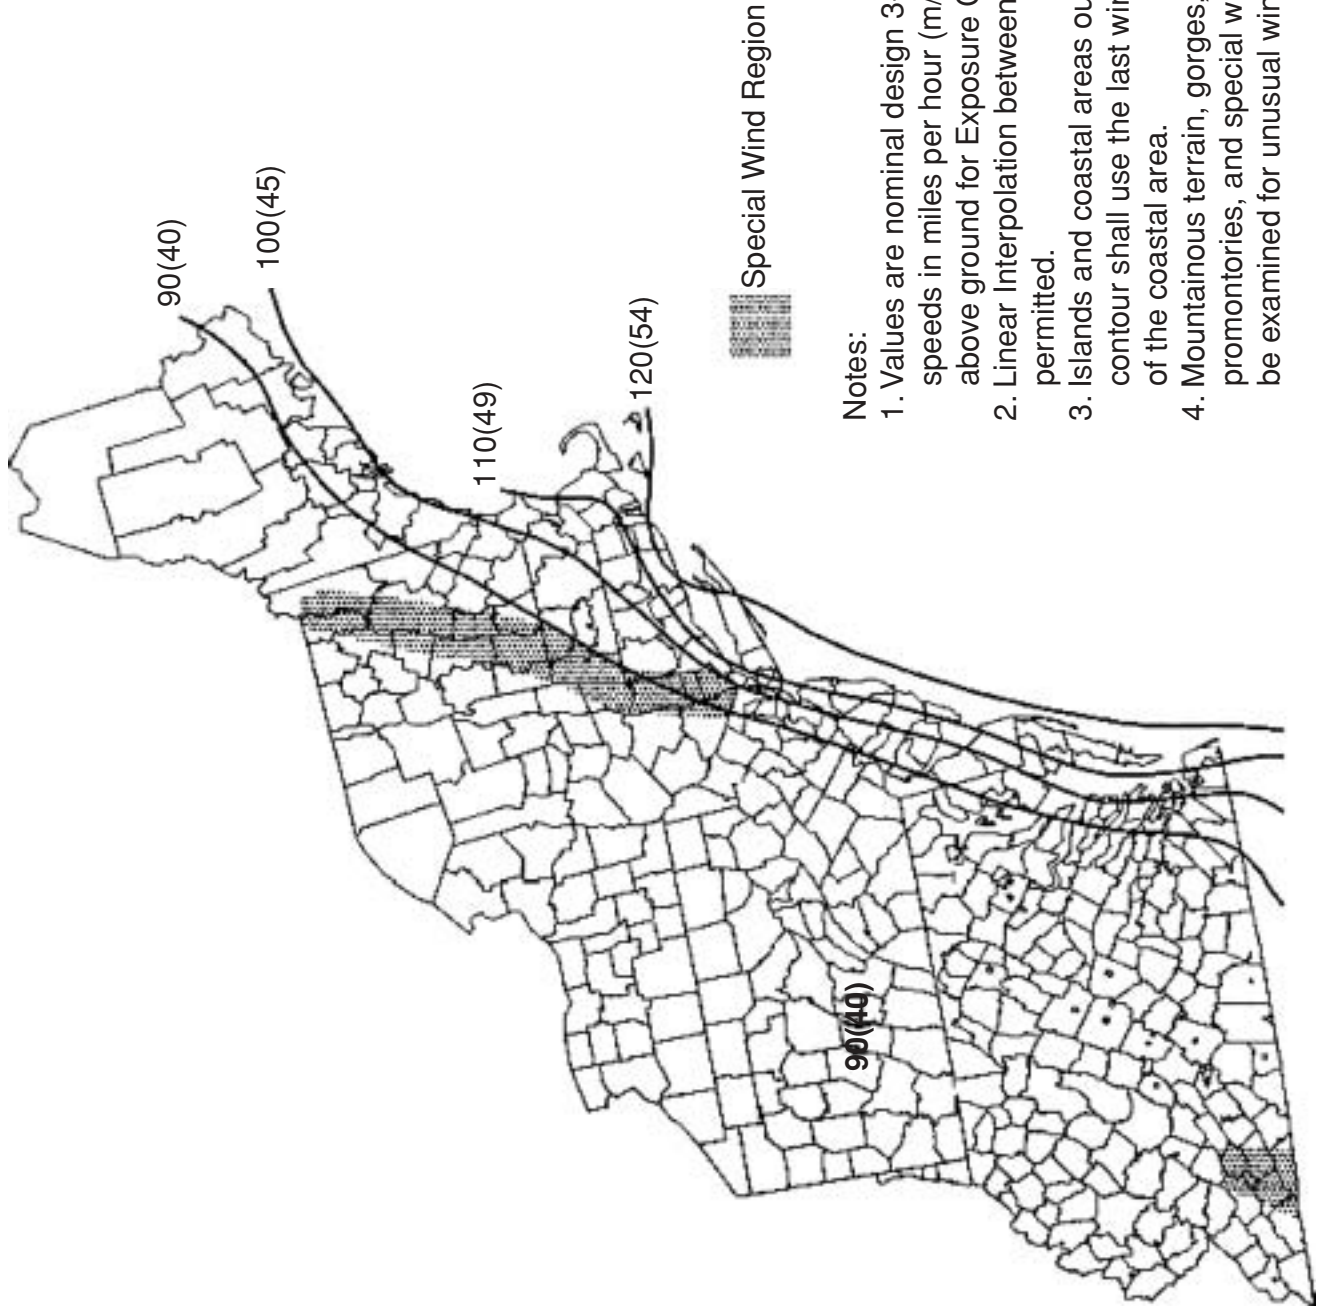 90(40)
100(45)
110(49)
120(54)
90(40)
Special Wind Region
Notes:
1. Values are nominal design 3-
speeds in miles per hour (m/
above ground for Exposure C
2. Linear Interpolation between
permitted.
3. Islands and coastal areas ou
contour shall use the last wir
of the coastal area.
4. Mountainous terrain, gorges,
promontories, and special w
be examined for unusual win